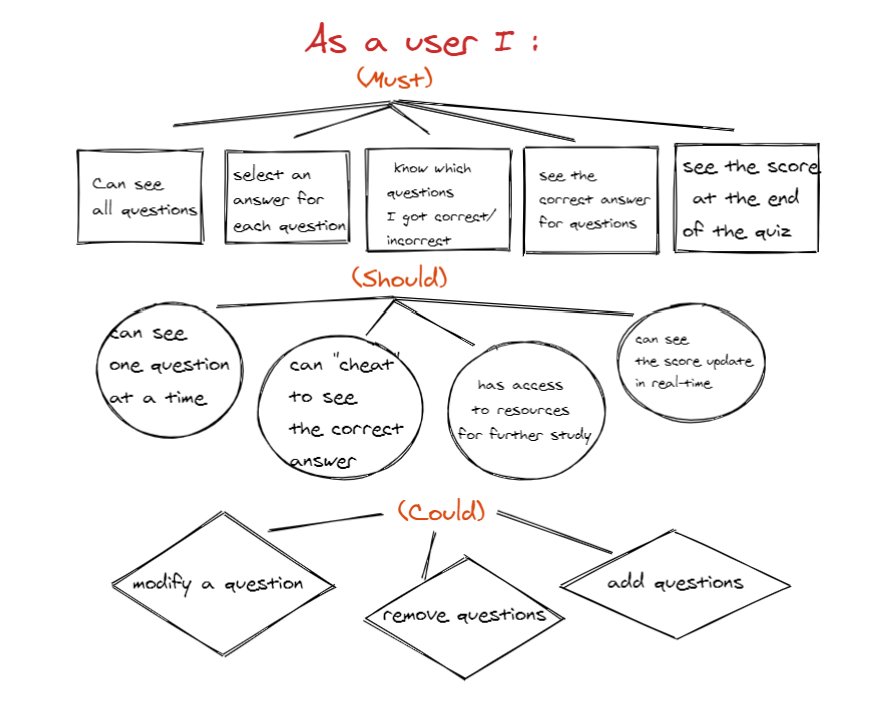 As a user I :
(Must)
Can see
all questions
select an
answer for
each question
Know which
questions
I got correct/
incorrect
see the
correct answer
for questions
see the score
at the end
of the quiz
(Should)
can see
one question
at a time
can "cheat"
to see
the correct
answer
has access
to resources
for further study
can see
the score update
in real-time
(Could)
modify a question
remove questions
add questions